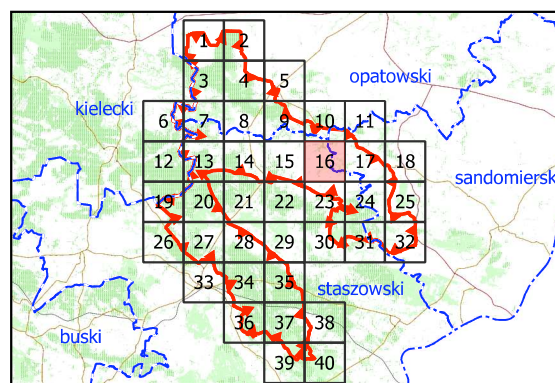 1 2
3 4 5
opatowski
kielecki
6 7 8 9 10 11
12 13 14 15 16 17 18
sandomiersk
19 20 21 22 23 24 25
26 27 28 29 30 31 32
33 34 35
staszowski
buski
36 37 38
39 40